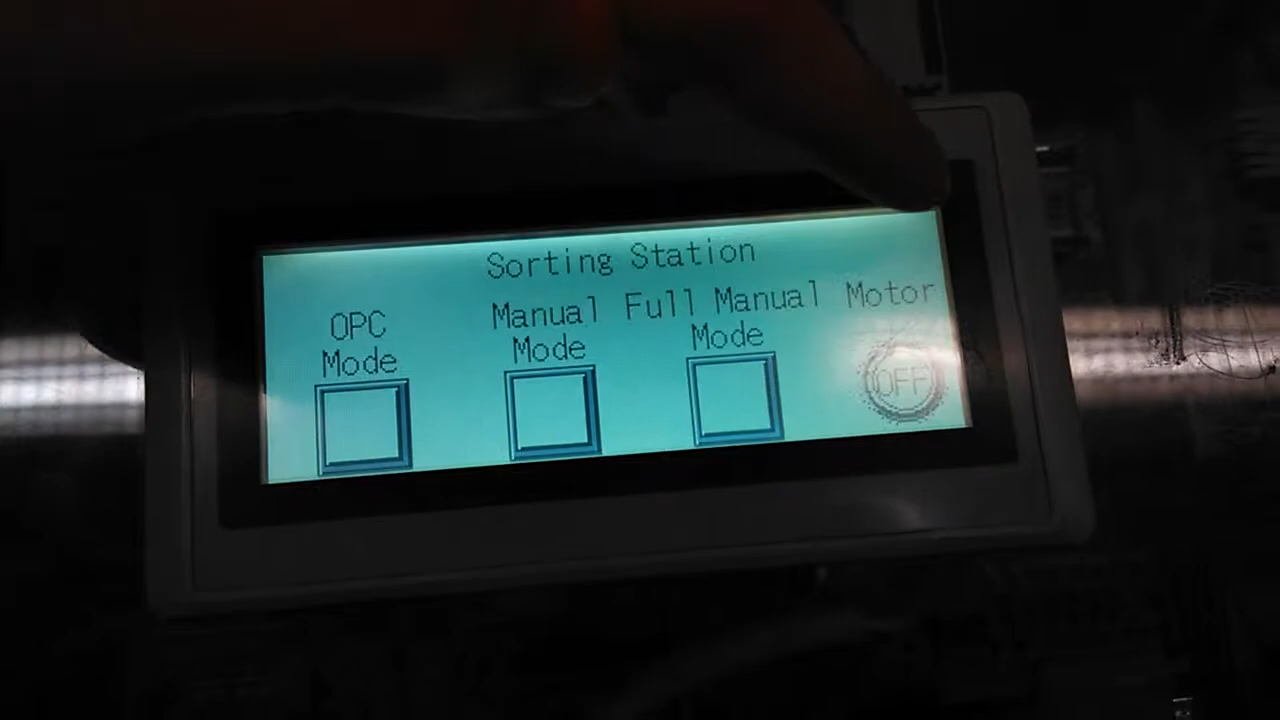 Sorting Station
OPC Mode
Manual Mode
Full Manual Mode
Motor
OFF